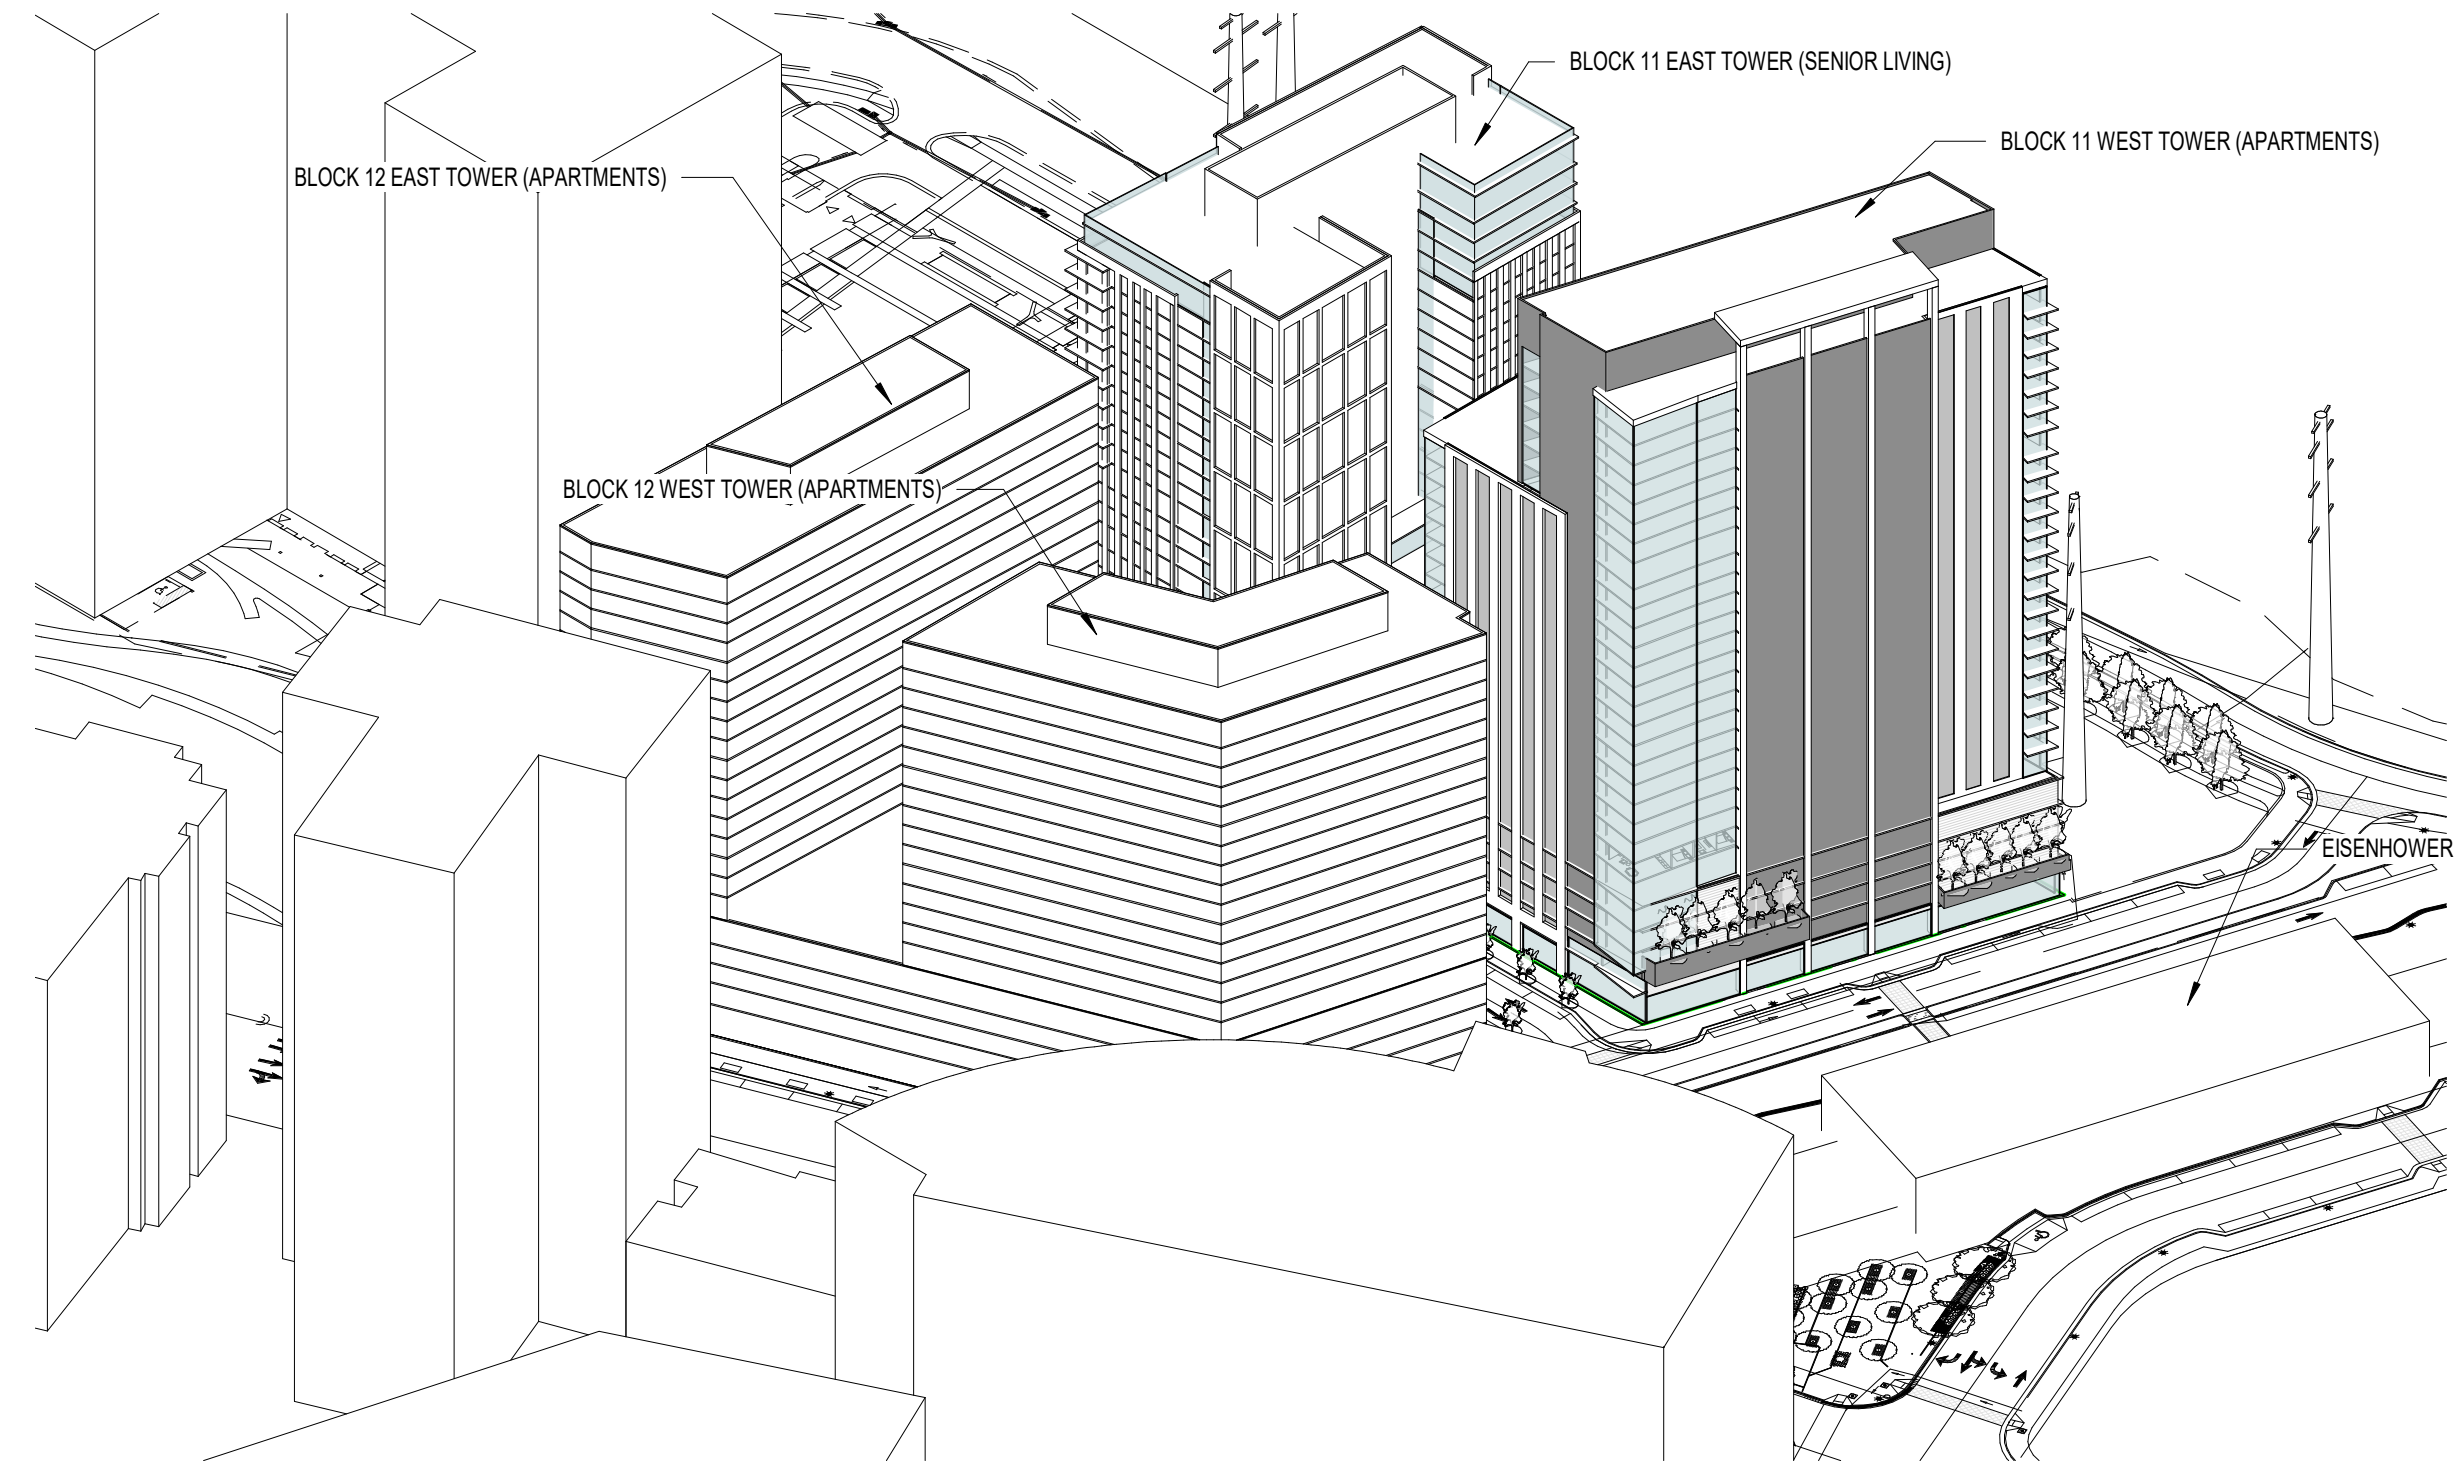 BLOCK 11 EAST TOWER (SENIOR LIVING)
BLOCK 11 WEST TOWER (APARTMENTS)
BLOCK 12 EAST TOWER (APARTMENTS)
BLOCK 12 WEST TOWER (APARTMENTS)
EISENHOWER